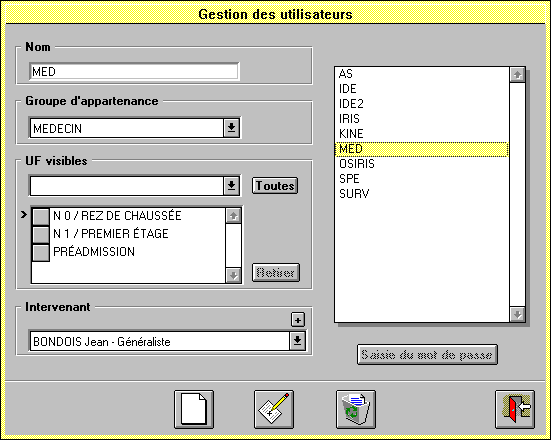 Gestion des utilisateurs
Nom
MED
Groupe d'appartenance
MEDECIN
UF visibles
Toutes
> N 0 / REZ DE CHAUSSÉE
N 1 / PREMIER ÉTAGE
PRÉADMISSION
Retirer
Intervenant
+
BONDOIS Jean - Généraliste
AS
IDE
IDE2
IRIS
KINE
MED
OSIRIS
SPE
SURV
Saisie du mot de passe